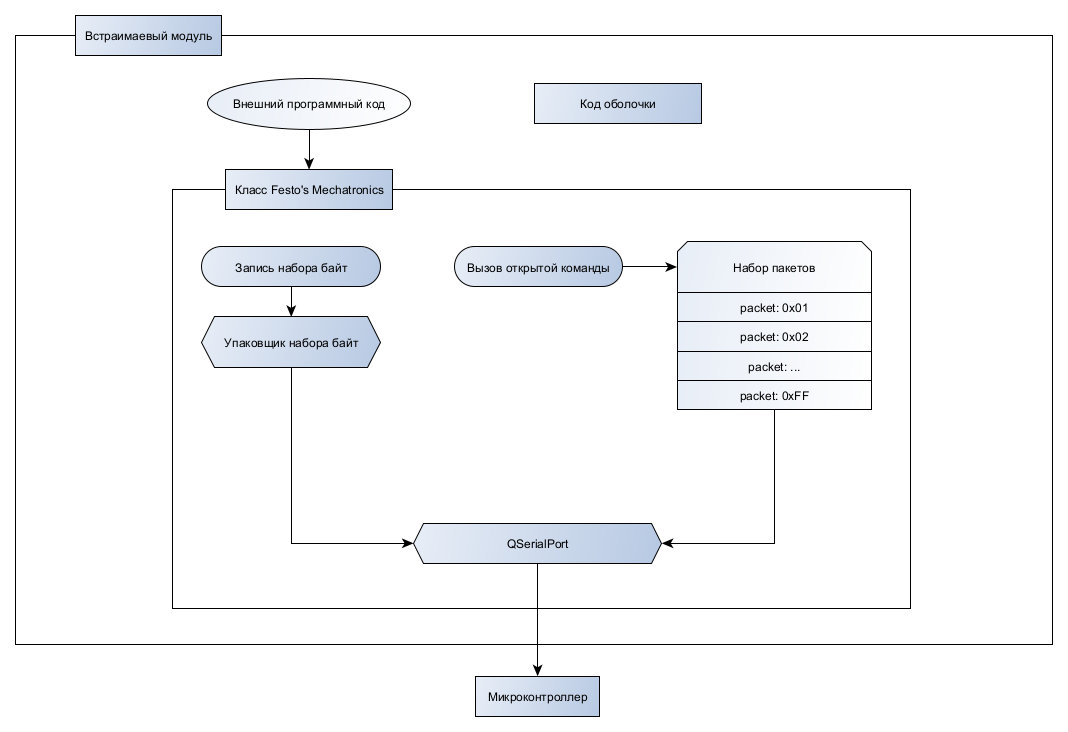 Встраимаевый модуль
Внешний программный код
Код оболочки
Класс Festo's Mechatronics
Запись набора байт
Вызов открытой команды
Набор пакетов
packet: 0x01
packet: 0x02
packet: ...
packet: 0xFF
Упаковщик набора байт
QSerialPort
Микроконтроллер